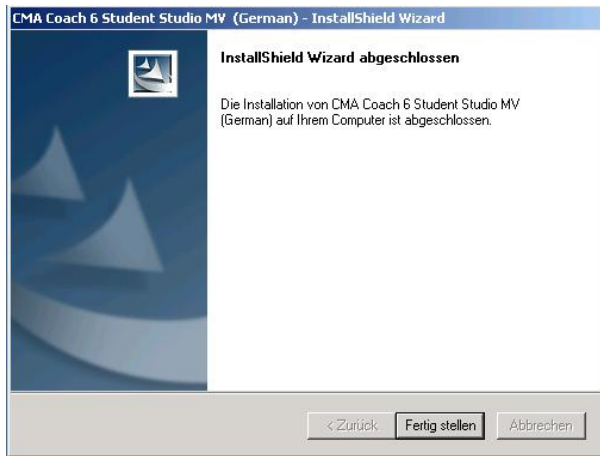 CMA Coach 6 Student Studio MV (German) - InstallShield Wizard
InstallShield Wizard abgeschlossen
Die Installation von CMA Coach 6 Student Studio MV
(German) auf Ihrem Computer ist abgeschlossen.
< Zurück
Fertig stellen
Abbrechen